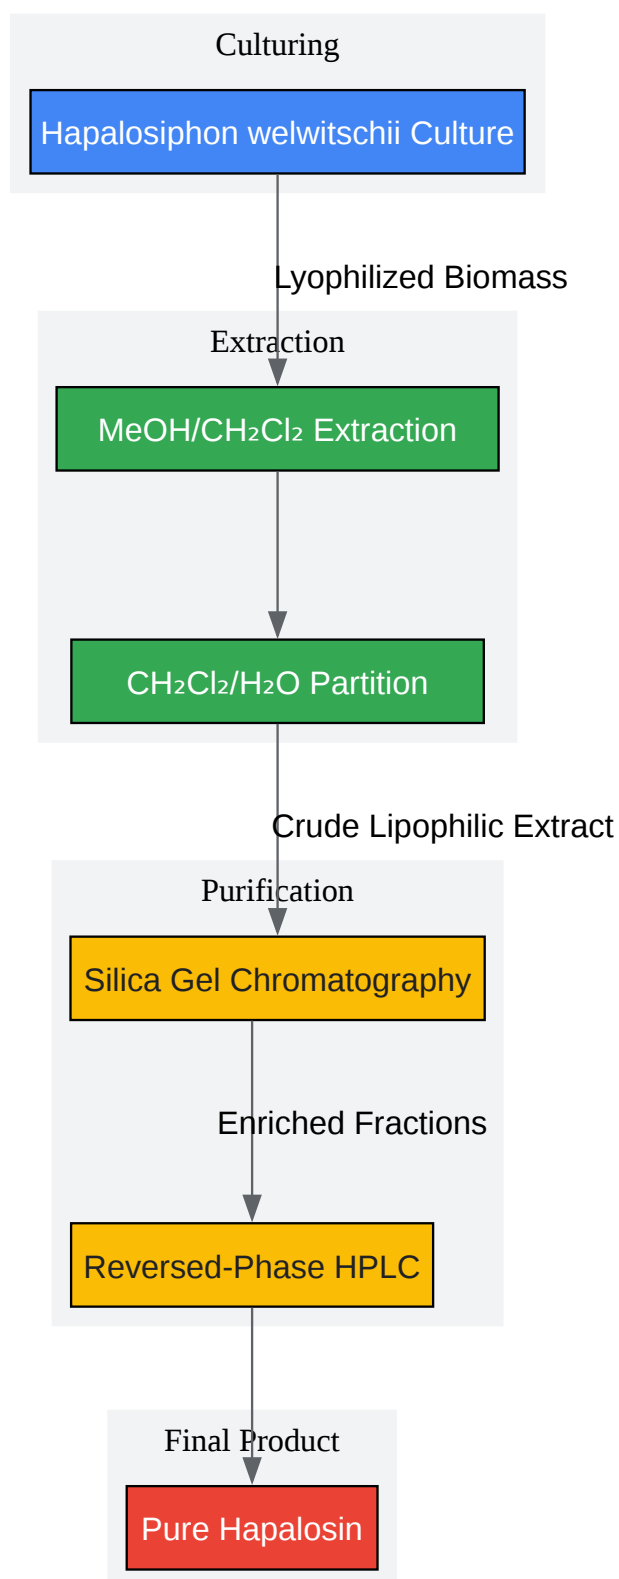 Culturing
Hapalosiphon welwitschii Culture
Lyophilized Biomass
Extraction
MeOH/CH₂Cl₂ Extraction
CH₂Cl₂/H₂O Partition
Crude Lipophilic Extract
Purification
Silica Gel Chromatography
Enriched Fractions
Reversed-Phase HPLC
Final Product
Pure Hapalosin